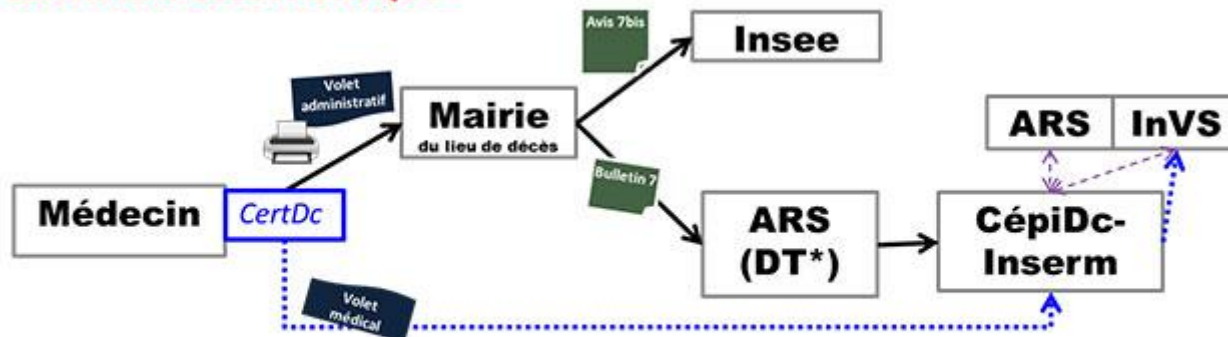 Avis 7bis
Insee
Volet
administratif
Mairie
du lieu de décès
ARS
InVS
Bulletin 7
Médecin
CertDc
ARS
(DT*)
CépiDc-
Inserm
Volet
médical